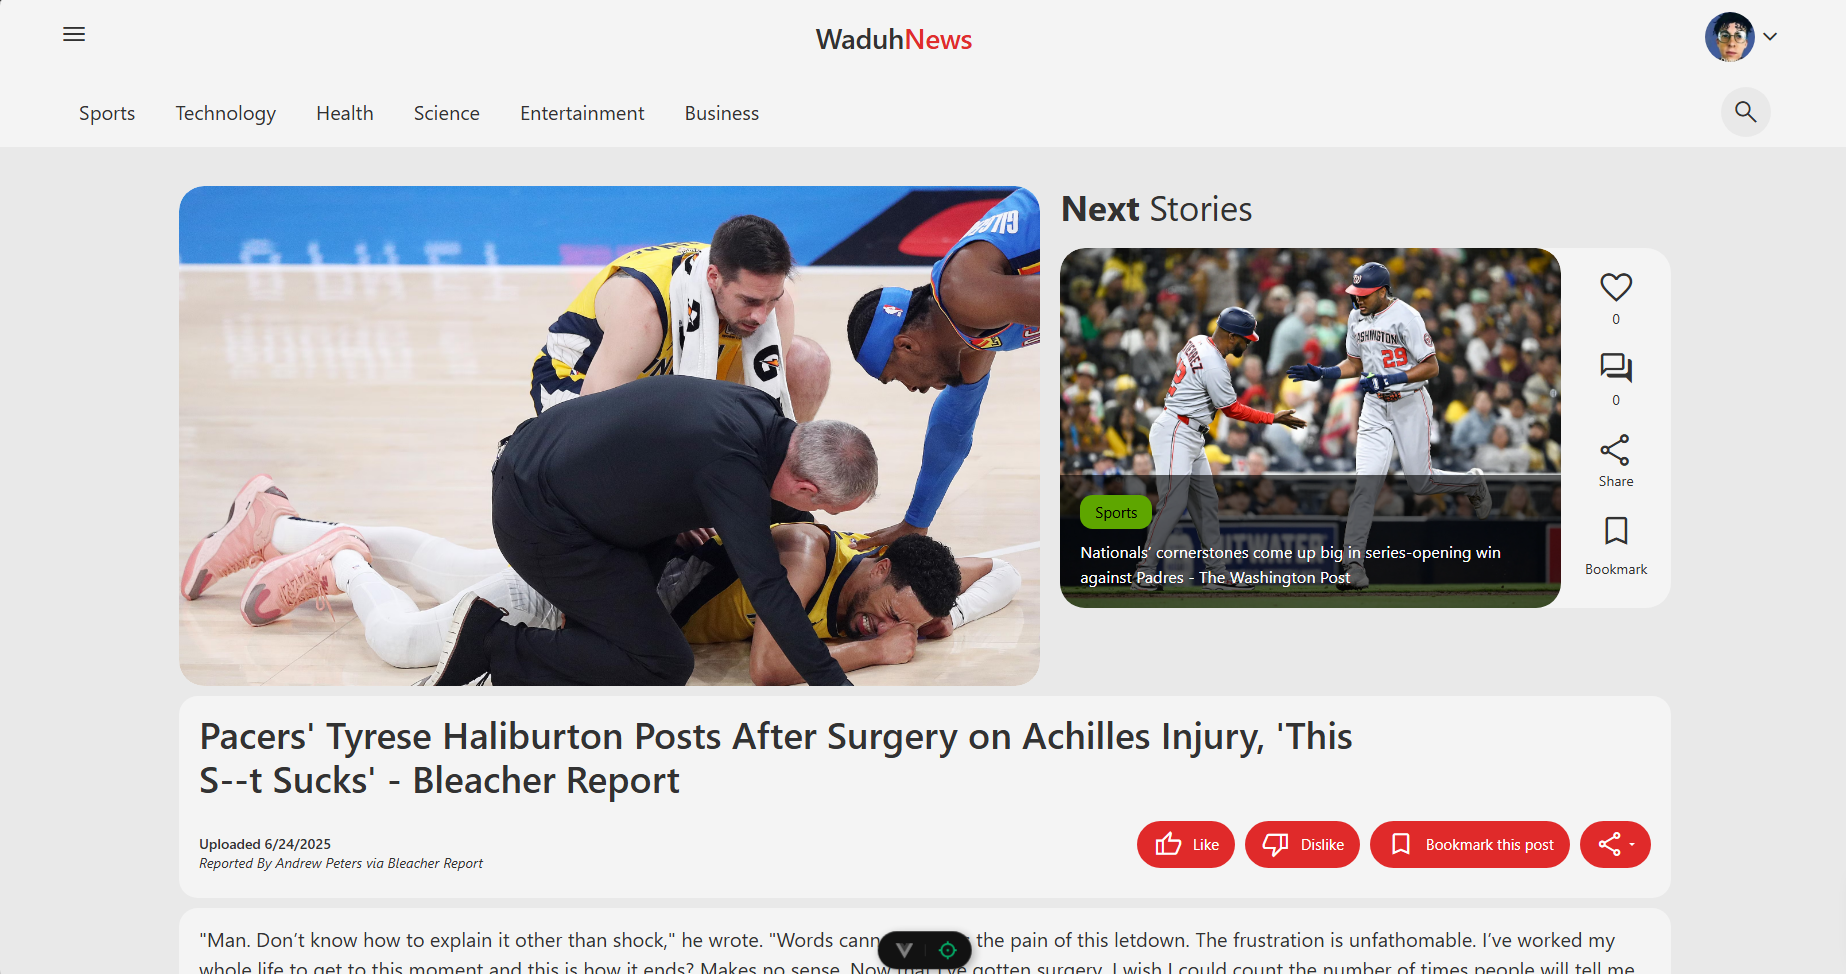 WaduhNews
Sports
Technology
Health
Science
Entertainment
Business
Next Stories
WASHINGTON
29
Sports
Nationals' cornerstones come up big in series-opening win
against Padres - The Washington Post
0
0
Share
Bookmark
Pacers' Tyrese Haliburton Posts After Surgery on Achilles Injury, 'This
S--t Sucks' - Bleacher Report
Uploaded 6/24/2025
Reported By Andrew Peters via Bleacher Report
Like
Dislike
Bookmark this post
"Man. Don’t know how to explain it other than shock," he wrote. "Words the pain of this letdown. The frustration is unfathomable. I’ve worked my
whole life to get to this moment and this is how it ends? Makes no sense. Now that I’ve gotten surgery, I wish I could count the number of times people will tell me